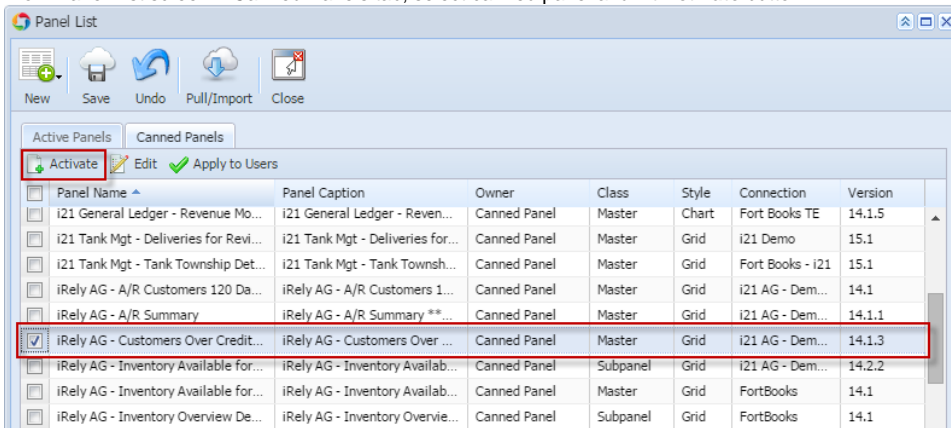 Panel List
New Save Undo Pull/Import Close
Active Panels Canned Panels
Activate Edit Apply to Users
Panel Name Panel Caption Owner Class Style Connection Version
i21 General Ledger - Revenue Mo... i21 General Ledger - Reven... Canned Panel Master Chart Fort Books TE 14.1.5
i21 Tank Mgt - Deliveries for Revi... i21 Tank Mgt - Deliveries for... Canned Panel Master Grid i21 Demo 15.1
i21 Tank Mgt - Tank Township Det... i21 Tank Mgt - Tank Townsh... Canned Panel Master Grid Fort Books - i21 15.1
iRely AG - A/R Customers 120 Da... iRely AG - A/R Customers 1... Canned Panel Master Grid i21 AG - Dem... 14.1
iRely AG - A/R Summary iRely AG - A/R Summary **... Canned Panel Master Grid i21 AG - Dem... 14.1.1
iRely AG - Customers Over Credit... iRely AG - Customers Over ... Canned Panel Master Grid i21 AG - Dem... 14.1.3
iRely AG - Inventory Available for... iRely AG - Inventory Availab... Canned Panel Subpanel Grid i21 AG - Dem... 14.2.2
iRely AG - Inventory Available for... iRely AG - Inventory Availab... Canned Panel Master Grid FortBooks 14.1
iRely AG - Inventory Overview De... iRely AG - Inventory Overvie... Canned Panel Subpanel Grid FortBooks 14.1